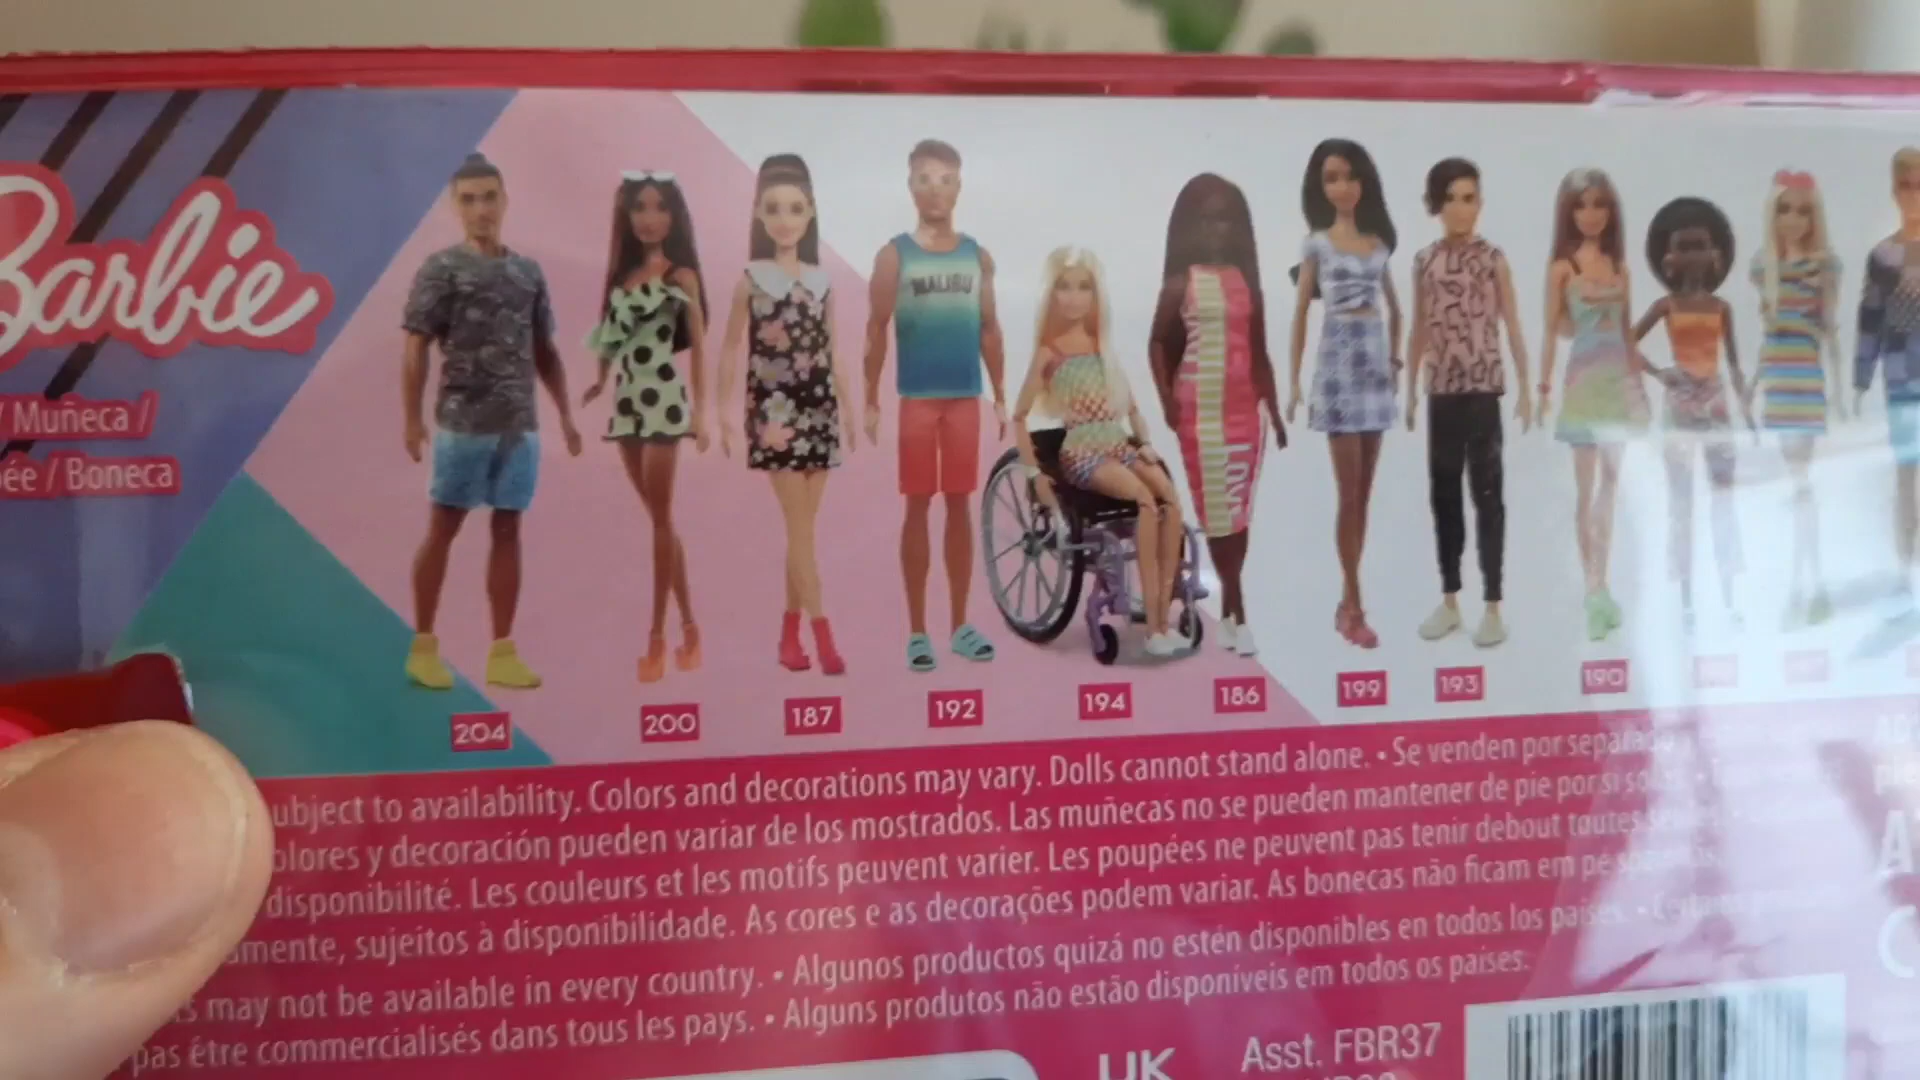 Barbie
/ Muñeca /
ée / Boneca
MALIBU
LOVE
204 200 187 192 194 186 199 193 190
ubject to availability. Colors and decorations may vary. Dolls cannot stand alone. • Se venden por separado
olores y decoración pueden variar de los mostrados. Las muñecas no se pueden mantener de pie por si so
disponibilité. Les couleurs et les motifs peuvent varier. Les poupées ne peuvent pas tenir debout toutes
mente, sujeitos à disponibilidade. As cores e as decorações podem variar. As bonecas não ficam em pé
s may not be available in every country. • Algunos productos quizá no estén disponibles en todos los países. •
pas être commercialisés dans tous les pays. • Alguns produtos não estão disponíveis em todos os países.
UK
Asst. FBR37